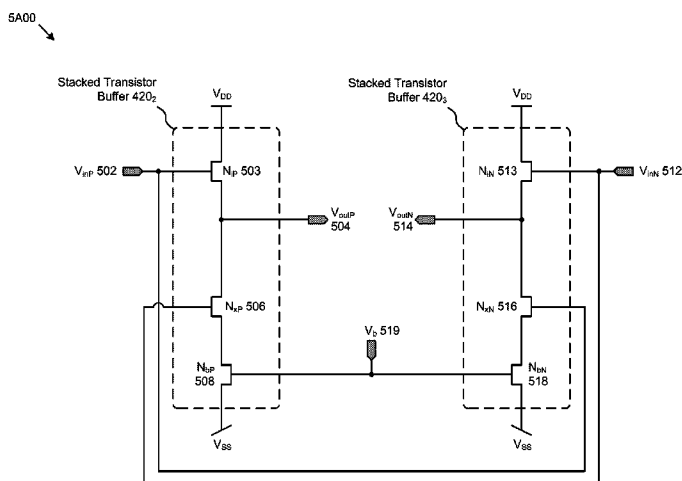 5A00
Stacked Transistor
Buffer 420₂
Stacked Transistor
Buffer 420₃
V_DD
V_DD
V_inP 502
N_iP 503
N_iN 513
V_inN 512
V_outP
504
V_outN
514
N_xP 506
N_xN 516
V_b 519
N_bP
508
N_bN
518
V_SS
V_SS